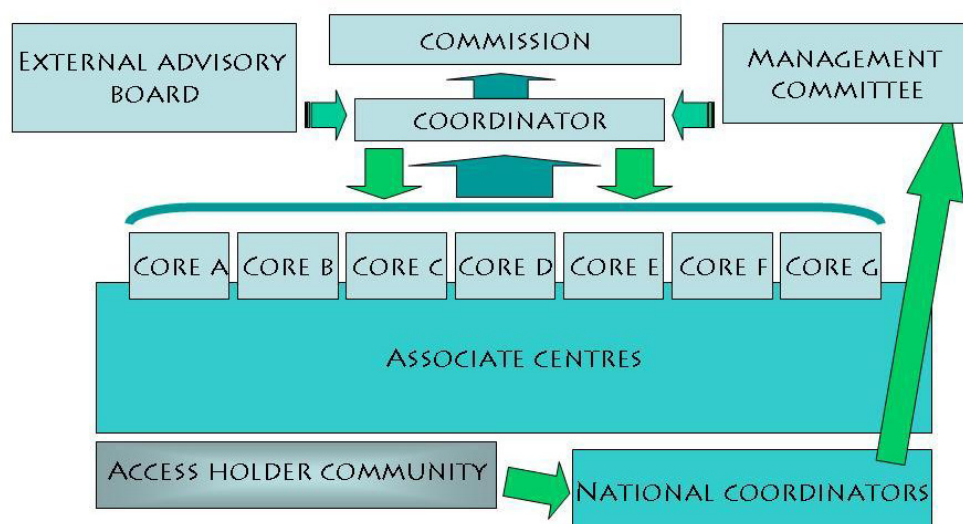 COMMISSION
EXTERNAL ADVISORY
BOARD
MANAGEMENT
COMMITTEE
COORDINATOR
CORE A
CORE B
CORE C
CORE D
CORE E
CORE F
CORE G
ASSOCIATE CENTRES
ACCESS HOLDER COMMUNITY
NATIONAL COORDINATORS